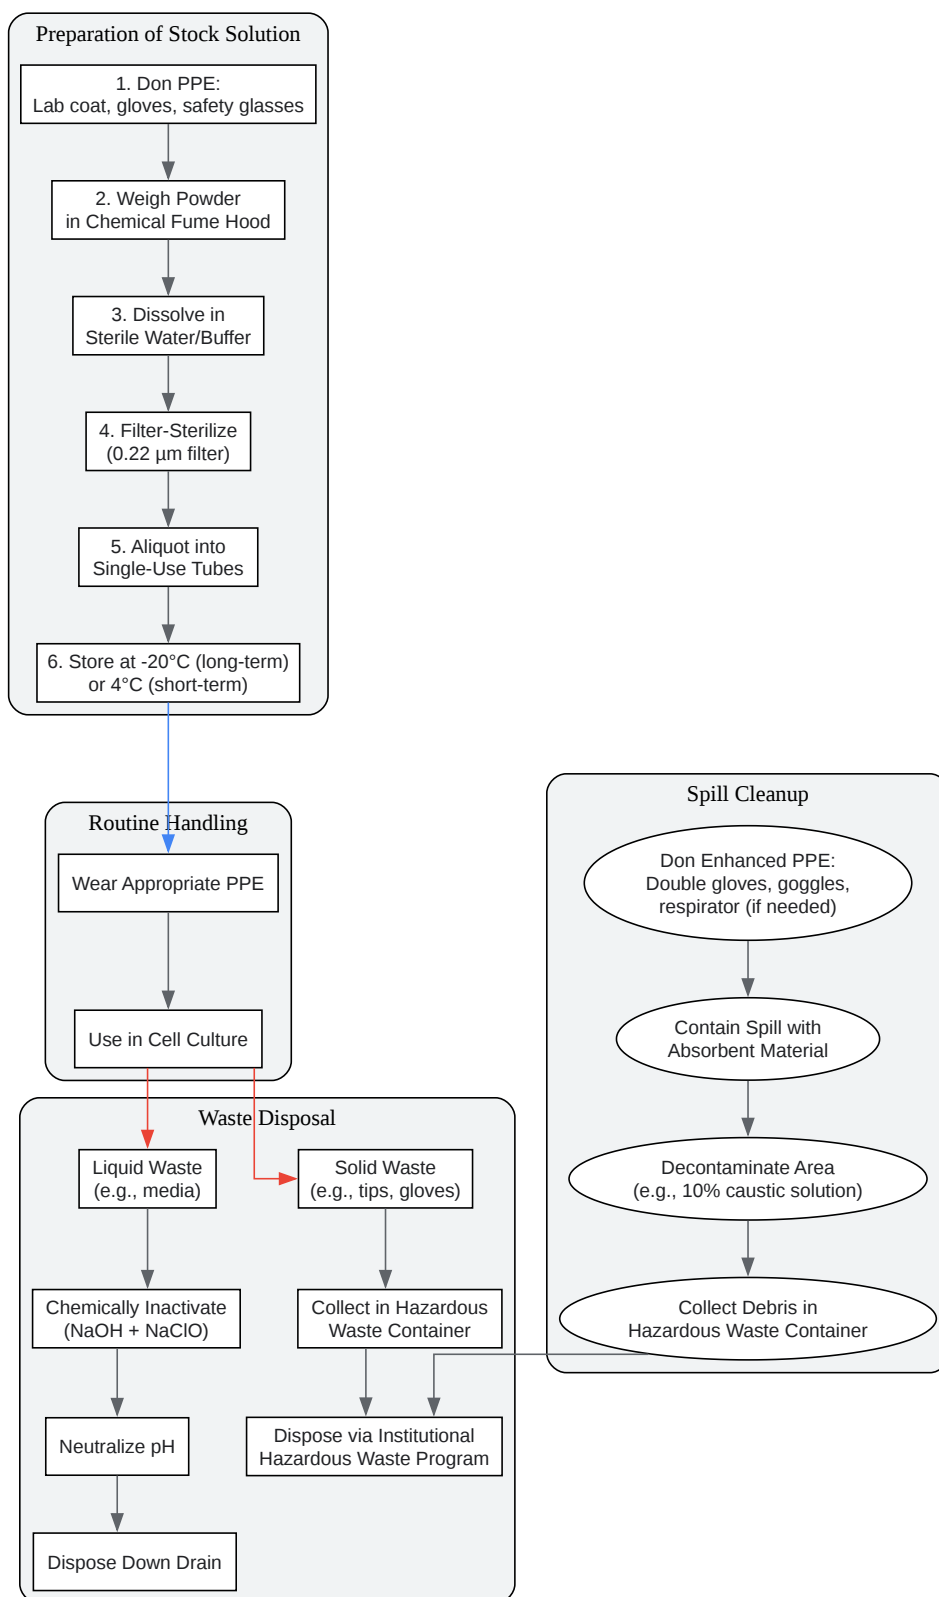 Preparation of Stock Solution
1. Don PPE:
Lab coat, gloves, safety glasses
2. Weigh Powder
in Chemical Fume Hood
3. Dissolve in
Sterile Water/Buffer
4. Filter-Sterilize
(0.22 µm filter)
5. Aliquot into
Single-Use Tubes
6. Store at -20°C (long-term)
or 4°C (short-term)
Routine Handling
Wear Appropriate PPE
Use in Cell Culture
Waste Disposal
Liquid Waste
(e.g., media)
Chemically Inactivate
(NaOH + NaClO)
Neutralize pH
Dispose Down Drain
Solid Waste
(e.g., tips, gloves)
Collect in Hazardous
Waste Container
Dispose via Institutional
Hazardous Waste Program
Spill Cleanup
Don Enhanced PPE:
Double gloves, goggles,
respirator (if needed)
Contain Spill with
Absorbent Material
Decontaminate Area
(e.g., 10% caustic solution)
Collect Debris in
Hazardous Waste Container